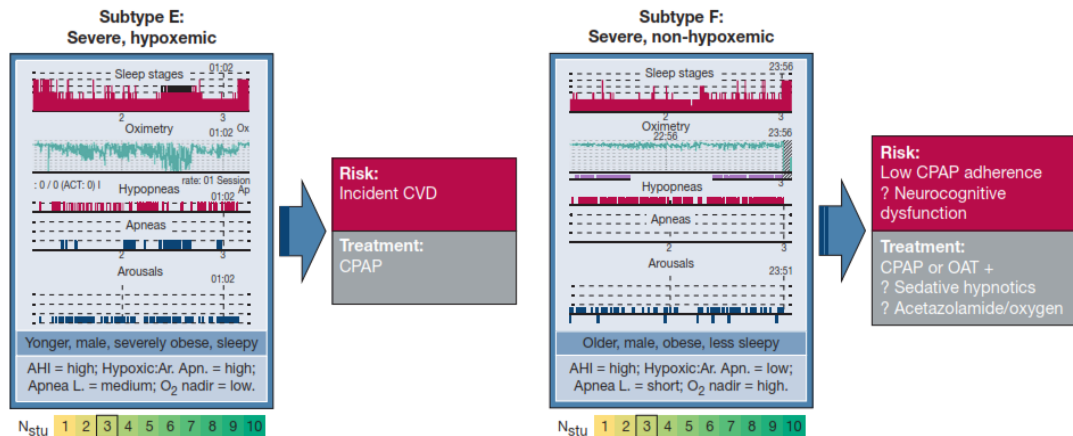 Subtype E:
Severe, hypoxemic
01:02
Sleep stages
2 3
Oximetry
01:02 Ox
: 0 / 0 (ACT: 0) I
rate: 01 Session
Hypopneas
Ap
01:02
Apneas
2 3
Arousals
01:02
Yonger, male, severely obese, sleepy
AHI = high; Hypoxic:Ar. Apn. = high;
Apnea L. = medium; O₂ nadir = low.
N stu 1 2 3 4 5 6 7 8 9 10
Risk:
Incident CVD
Treatment:
CPAP
Subtype F:
Severe, non-hypoxemic
23:56
Sleep stages
2 3
Oximetry
22:56
23:56
3
Hypopneas
Apneas
2 3
Arousals
23:51
Older, male, obese, less sleepy
AHI = high; Hypoxic:Ar. Apn. = low;
Apnea L. = short; O₂ nadir = high.
N stu 1 2 3 4 5 6 7 8 9 10
Risk:
Low CPAP adherence
? Neurocognitive
dysfunction
Treatment:
CPAP or OAT +
? Sedative hypnotics
? Acetazolamide/oxygen